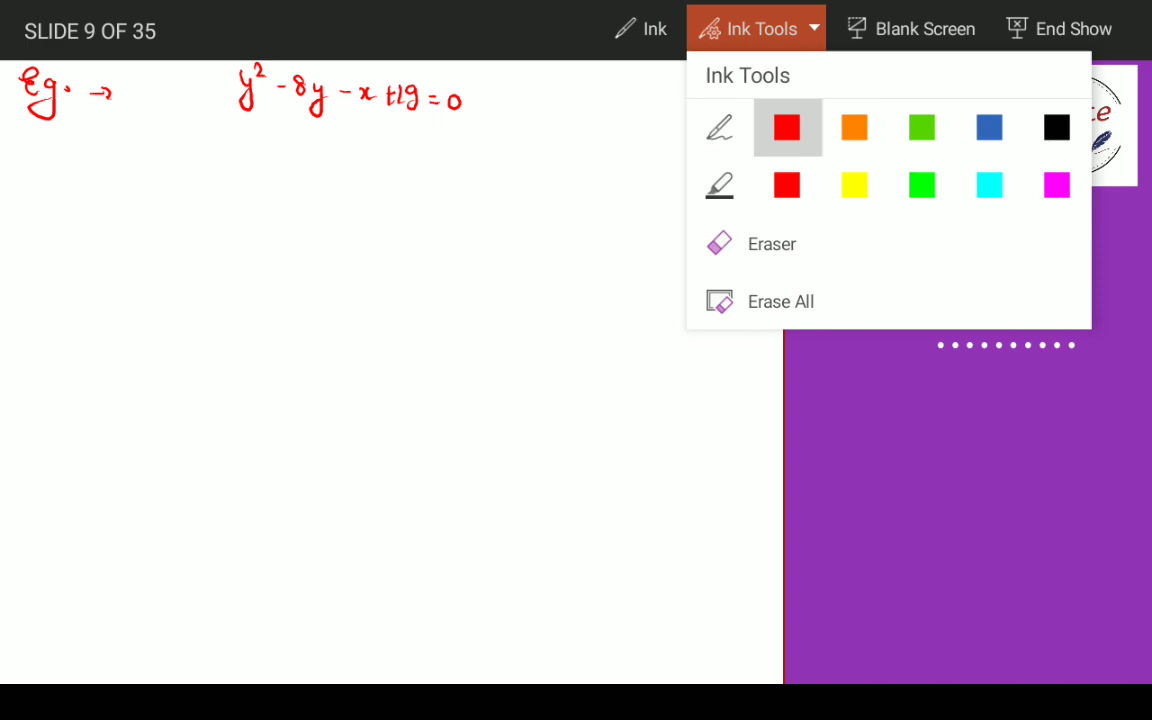 SLIDE 9 OF 35
Ink
Ink Tools
Blank Screen
End Show
Ink Tools
Eg. → y² - 8y - x + 19 = 0
Eraser
Erase All